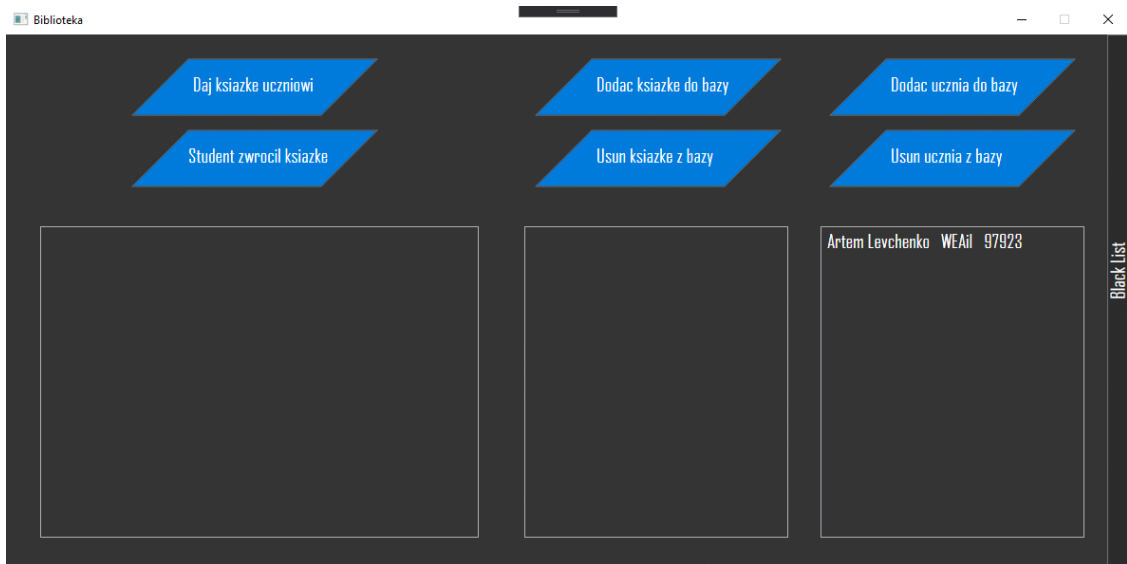 Biblioteka
Daj ksiazke uczniowi
Dodac ksiazke do bazy
Dodac ucznia do bazy
Student zwrocil ksiazke
Usun ksiazke z bazy
Usun ucznia z bazy
Artem Levchenko WEAiI 97923
Black List